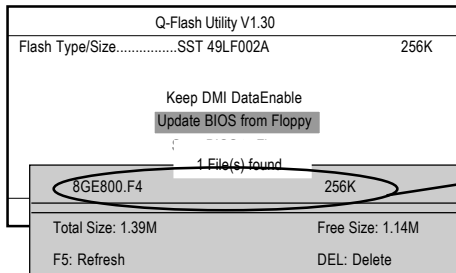 Q-Flash Utility V1.30
Flash Type/Size.................SST 49LF002A 256K
Keep DMI DataEnable
Update BIOS from Floppy
1 File(s) found
8GE800.F4 256K
Total Size: 1.39M Free Size: 1.14M
F5: Refresh DEL: Delete